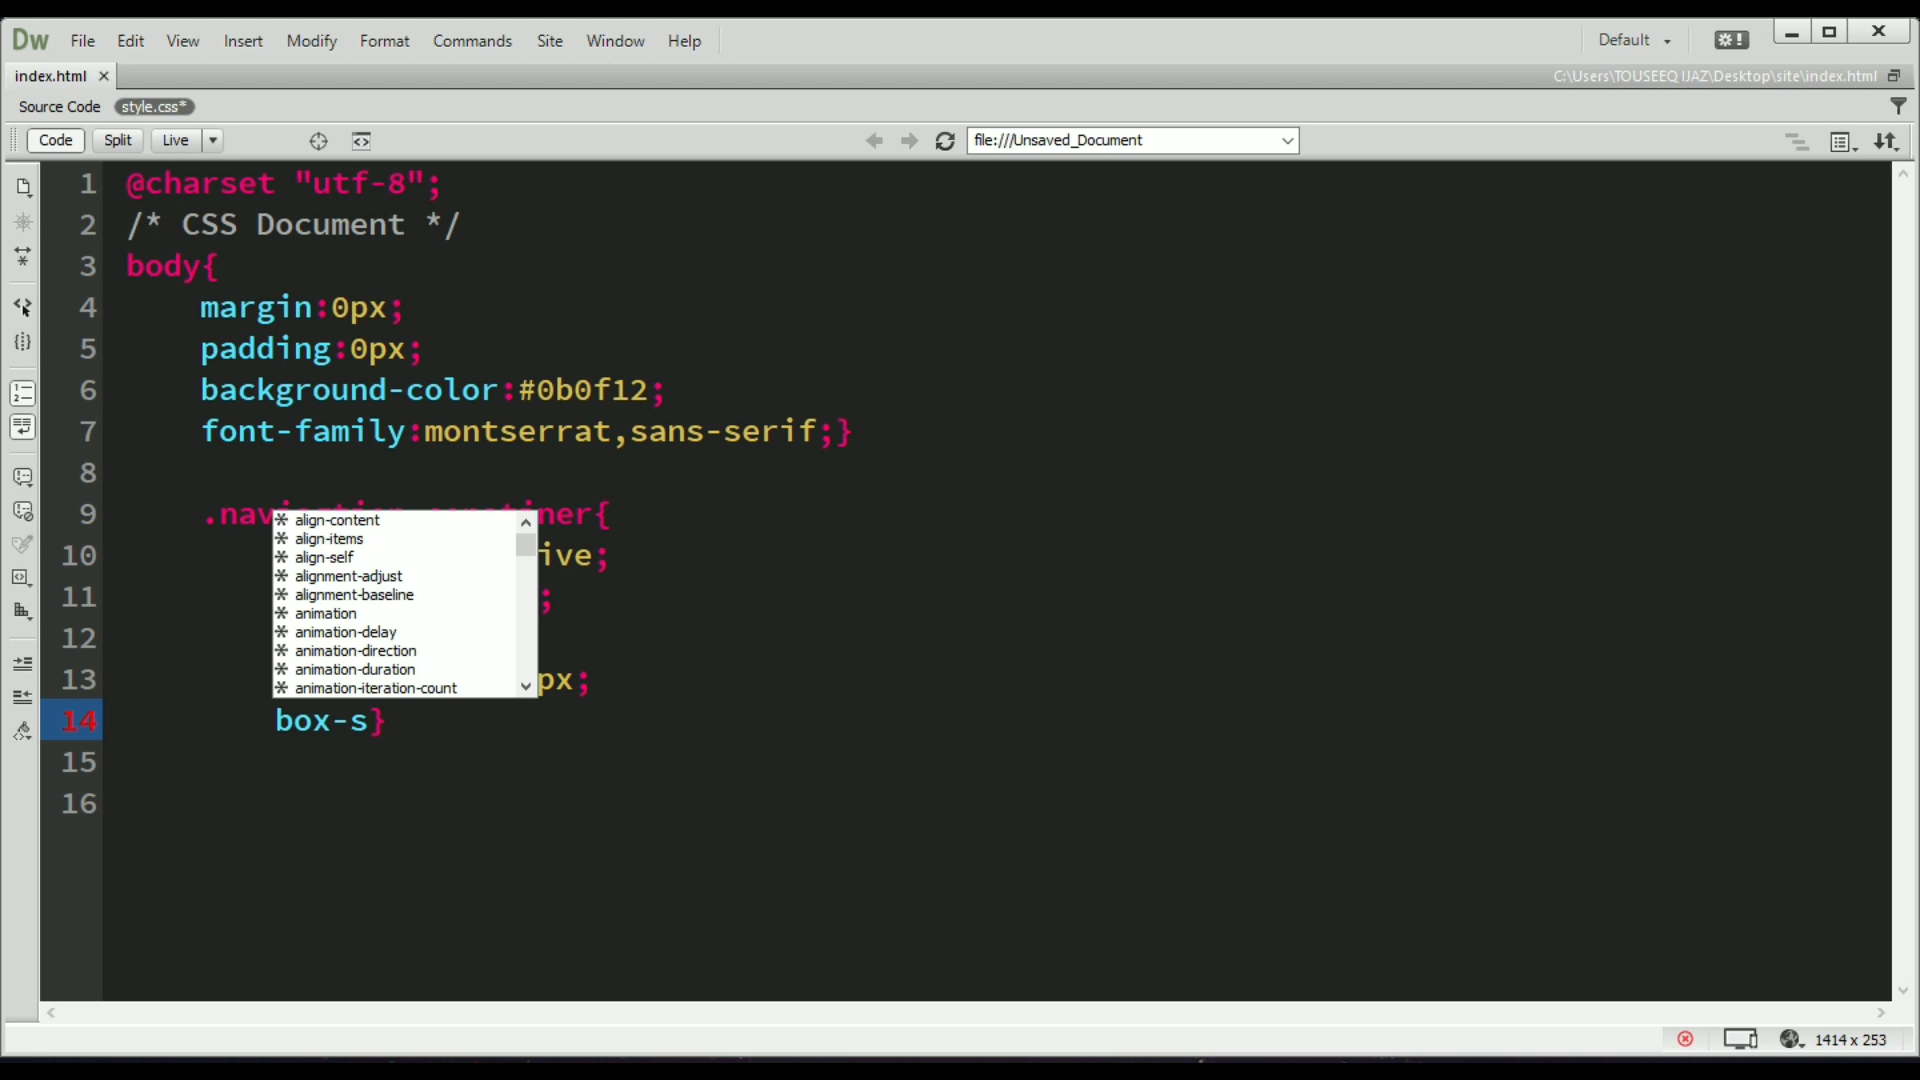 Dw File Edit View Insert Modify Format Commands Site Window Help Default
index.html C:\Users\TOUSEEQ IJAZ\Desktop\site\index.html
Source Code style.css*
Code Split Live file:///Unsaved_Document
1 @charset "utf-8";
2 /* CSS Document */
3 body{
4 margin:0px;
5 padding:0px;
6 background-color:#0b0f12;
7 font-family:montserrat,sans-serif;}
8
9 .nav ner{
align-content
align-items
10 ive;
align-self
alignment-adjust
11 ;
alignment-baseline
animation
12
animation-delay
animation-direction
animation-duration
13 px;
animation-iteration-count
14 box-s}
15
16
1414 x 253